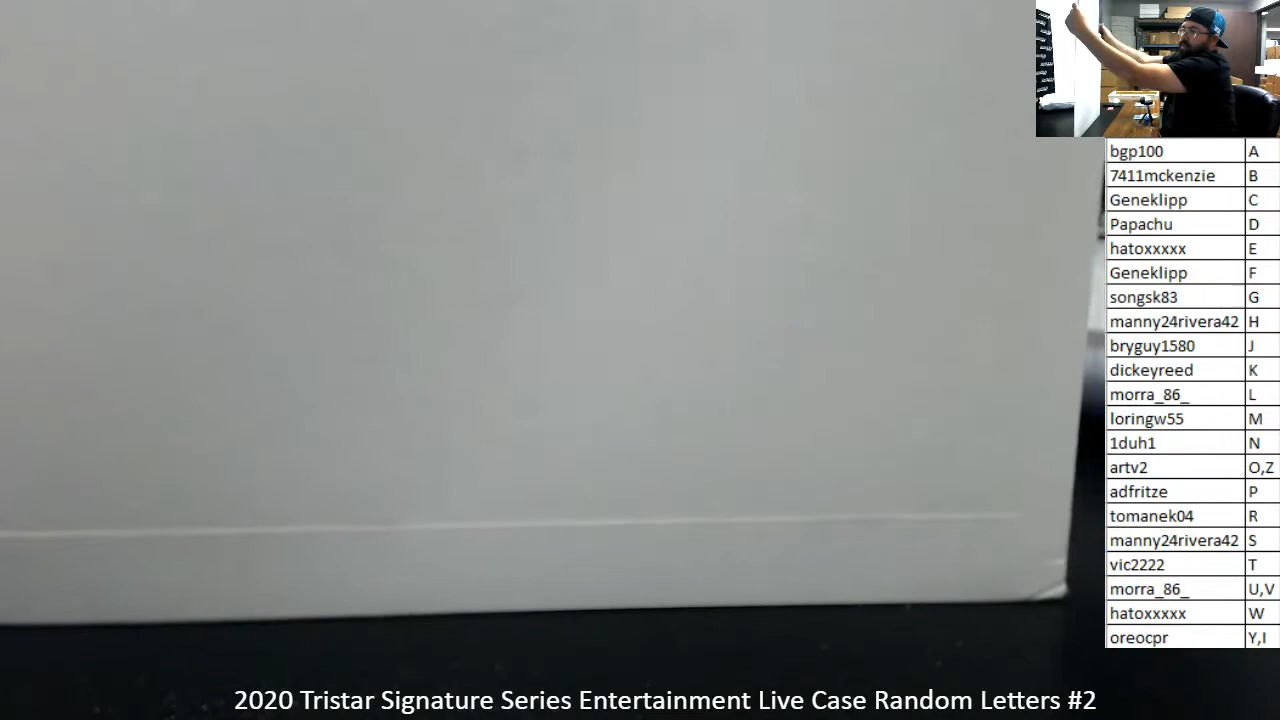 bgp100 A
7411mckenzie B
Geneklipp C
Papachu D
hatoxxxxx E
Geneklipp F
songsk83 G
manny24rivera42 H
bryguy1580 J
dickeyreed K
morra_86_ L
loringw55 M
1duh1 N
artv2 O,Z
adfritze P
tomanek04 R
manny24rivera42 S
vic2222 T
morra_86_ U,V
hatoxxxxx W
oreocpr Y,I
2020 Tristar Signature Series Entertainment Live Case Random Letters #2